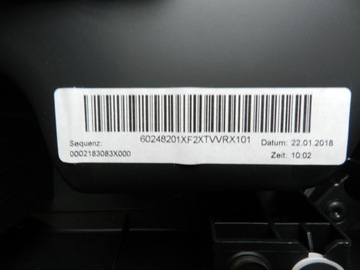 60248201XF2XTVVRX101
Sequenz: Datum: 22.01.2018
0002183083X000 Zeit: 10:02